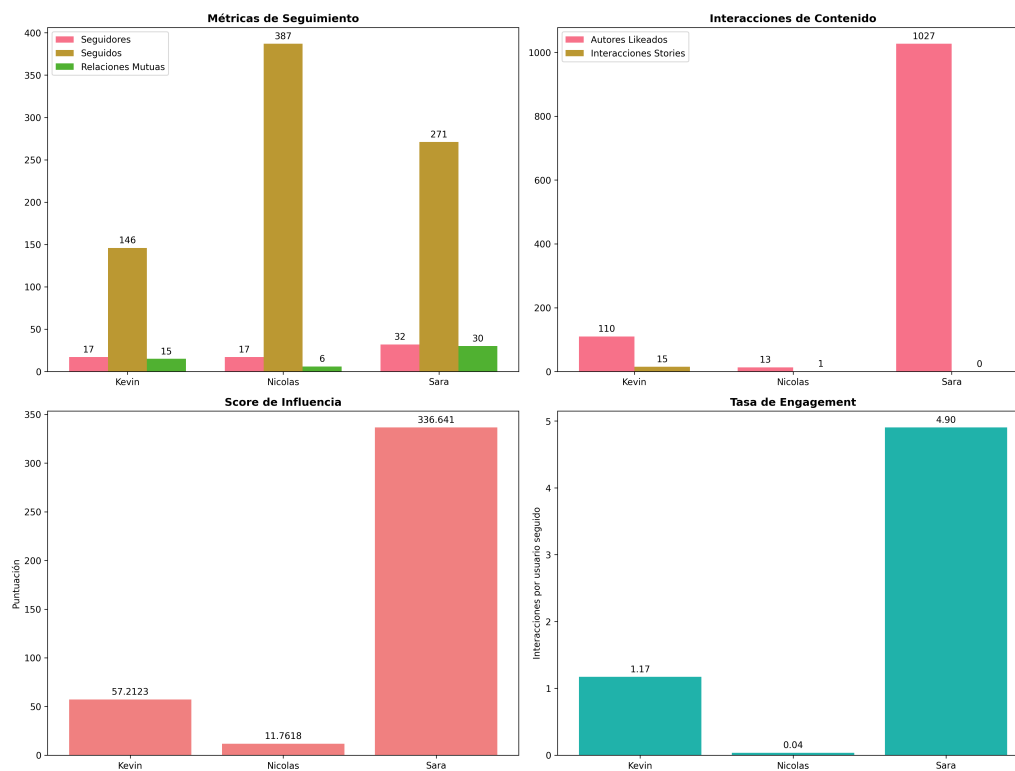 Métricas de Seguimiento
Seguidores
Seguidos
Relaciones Mutuas
400
350
300
250
200
150
100
50
0
17
146
15
17
387
6
32
271
30
Kevin
Nicolas
Sara
Interacciones de Contenido
Autores Likeados
Interacciones Stories
1000
800
600
400
200
0
110
15
13
1
1027
0
Kevin
Nicolas
Sara
Score de Influencia
Puntuación
350
300
250
200
150
100
50
0
57.2123
11.7618
336.641
Kevin
Nicolas
Sara
Tasa de Engagement
Interacciones por usuario seguido
5
4
3
2
1
0
1.17
0.04
4.90
Kevin
Nicolas
Sara